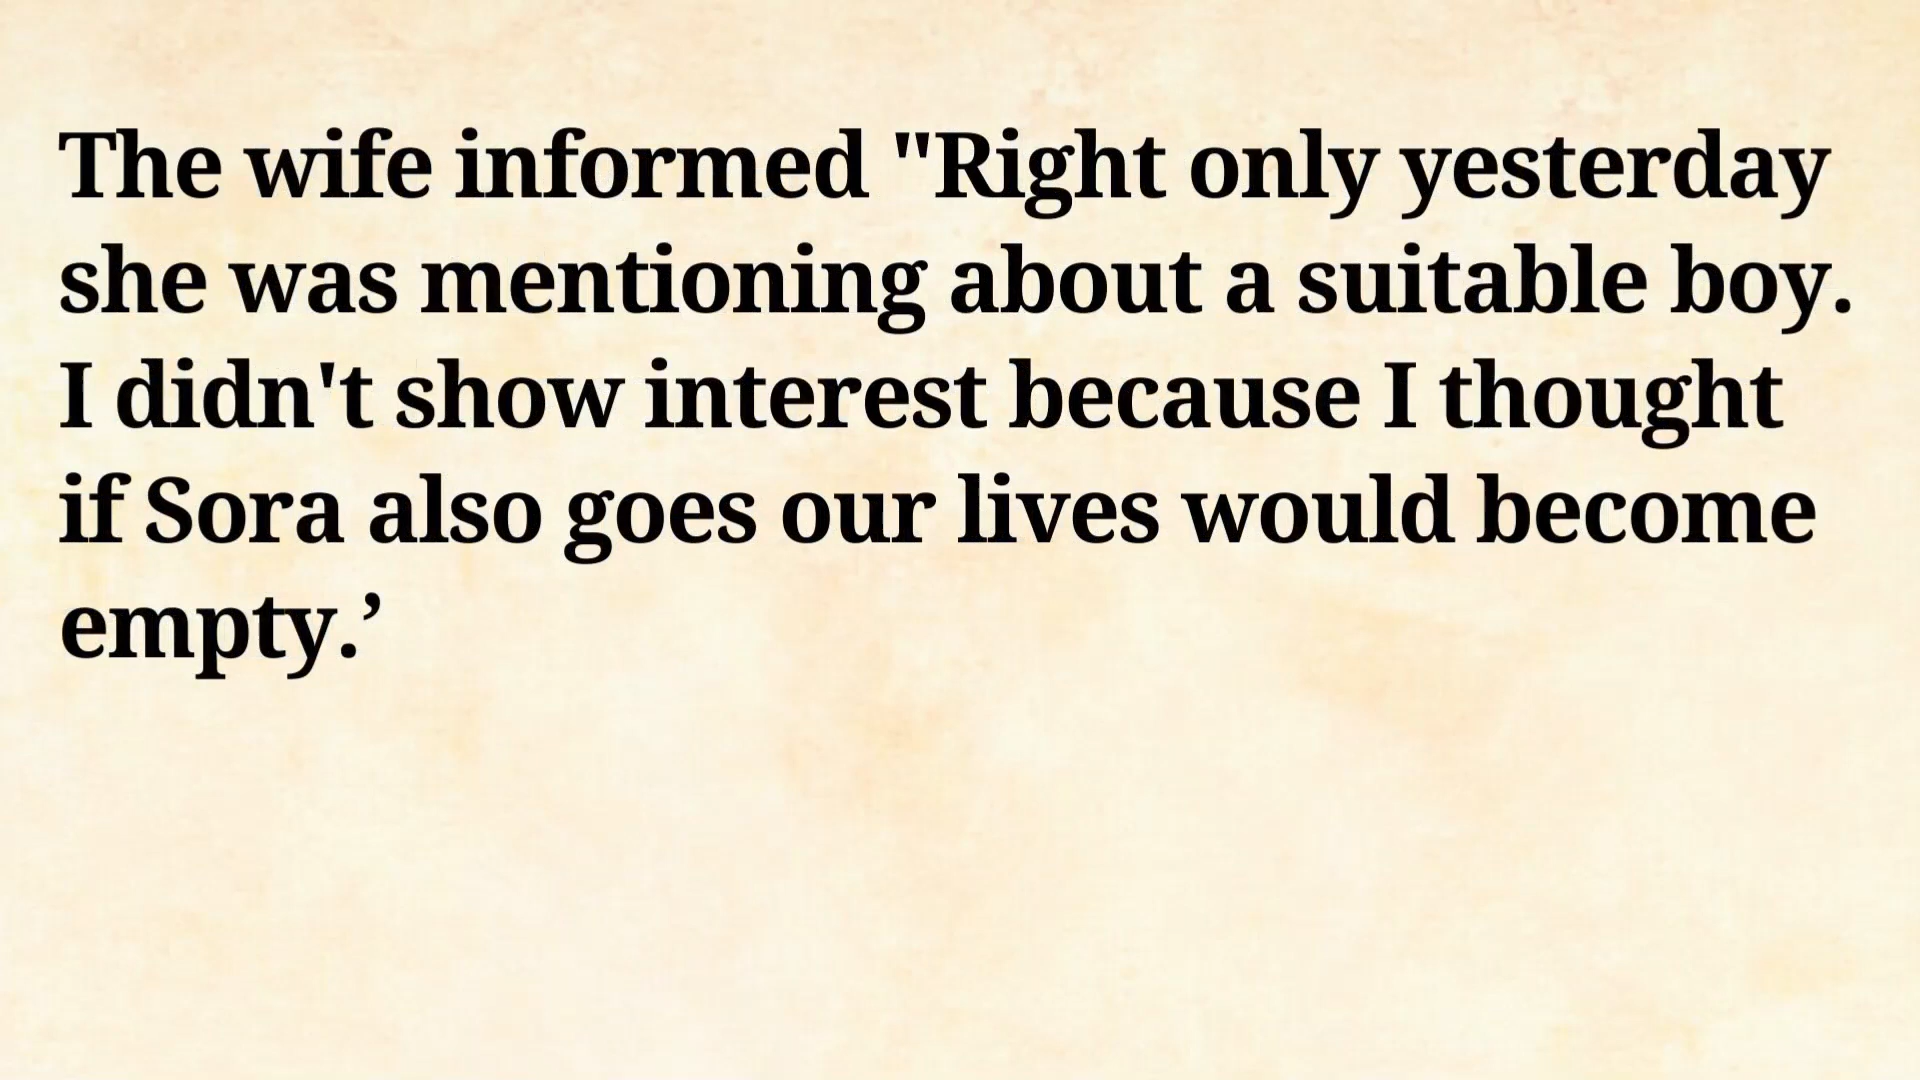 The wife informed "Right only yesterday
she was mentioning about a suitable boy.
I didn't show interest because I thought
if Sora also goes our lives would become
empty.’